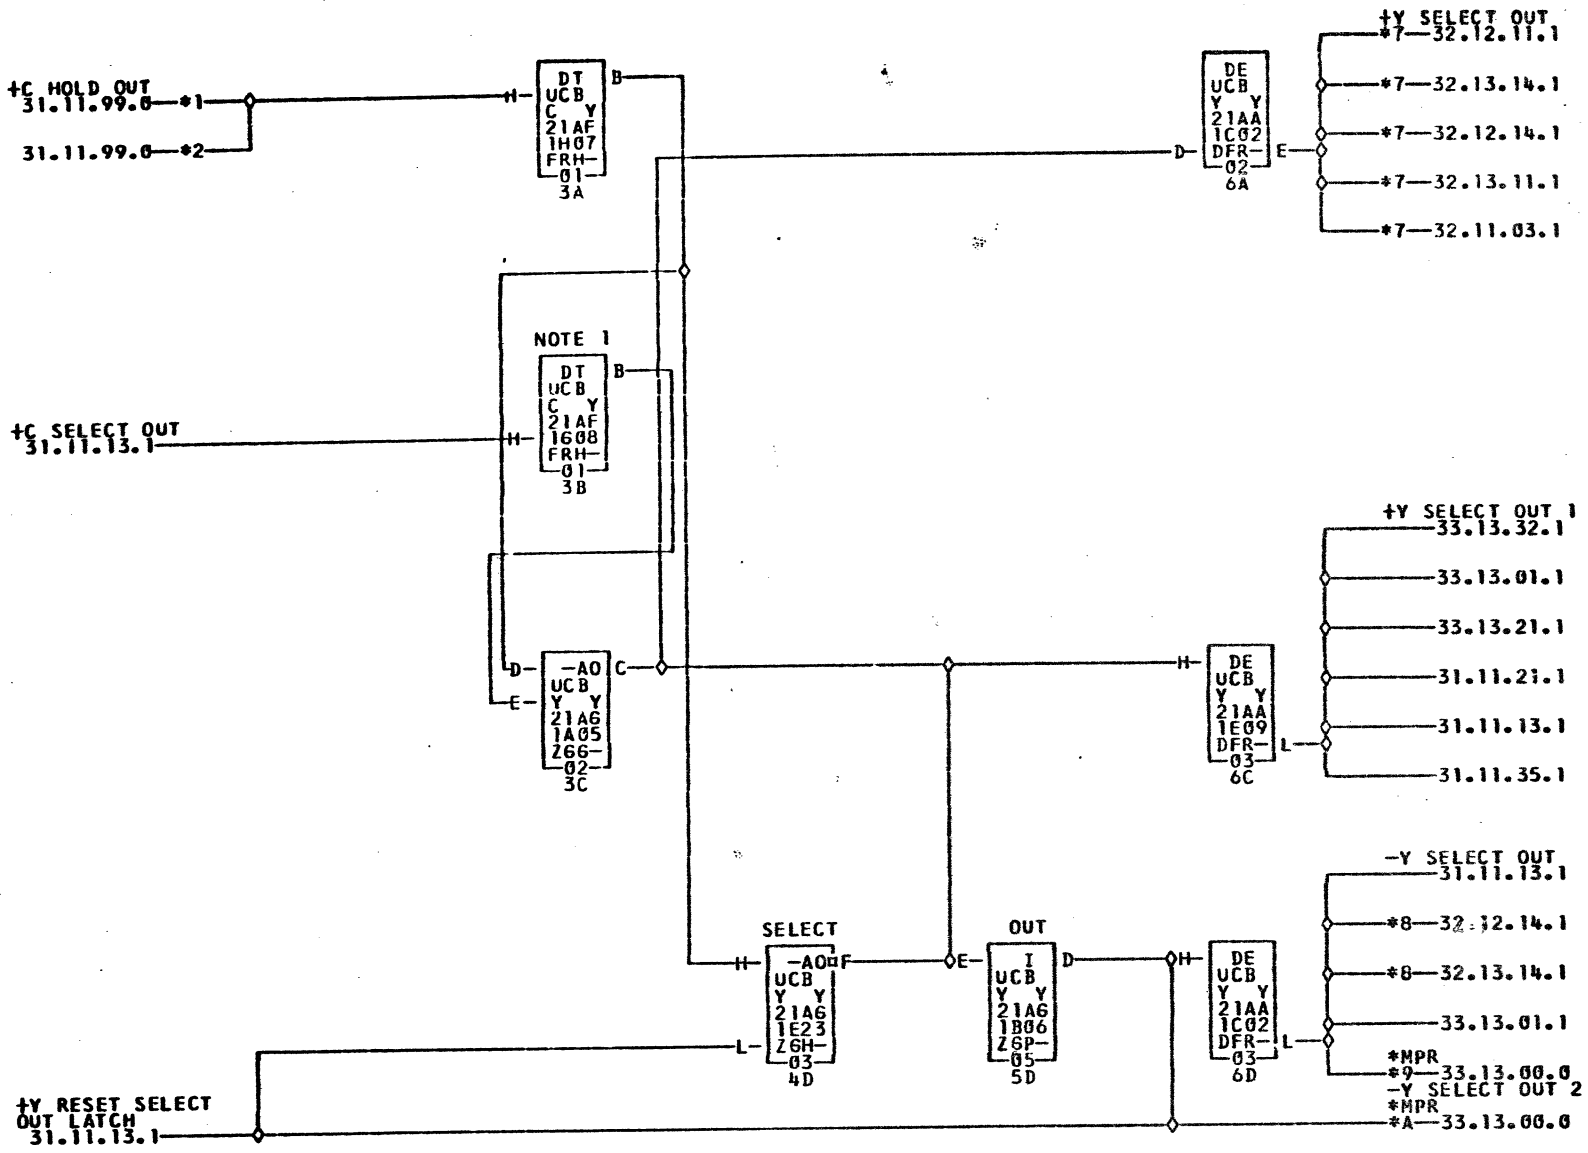 +C HOLD OUT
31.11.99.0—*1
31.11.99.0—*2
H
DT B
UCB
C Y
21AF
1H07
FRH
01
3A
NOTE 1
+C SELECT OUT
31.11.13.1
H
DT B
UCB
C Y
21AF
1608
FRH
01
3B
D —AO C
UCB
E Y Y
21A6
1A05
Z66
02
3C
+Y RESET SELECT
OUT LATCH
31.11.13.1
SELECT
H —AO F
UCB
Y Y
21A6
1E23
L Z6H
03
4D
OUT
E I D
UCB
Y Y
21A6
1B06
Z6P
05
5D
DE
UCB
Y Y
21AA
1C02
D DFR E
02
6A
+Y SELECT OUT
*7—32.12.11.1
*7—32.13.14.1
*7—32.12.14.1
*7—32.13.11.1
*7—32.11.03.1
H DE
UCB
Y Y
21AA
1E09
DFR L
03
6C
+Y SELECT OUT 1
33.13.32.1
33.13.01.1
33.13.21.1
31.11.21.1
31.11.13.1
31.11.35.1
H DE
UCB
Y Y
21AA
1C02
DFR L
03
6D
—Y SELECT OUT
31.11.13.1
*8—32.12.14.1
*8—32.13.14.1
33.13.01.1
*MPR
*9—33.13.00.0
—Y SELECT OUT 2
*MPR
*A—33.13.00.0